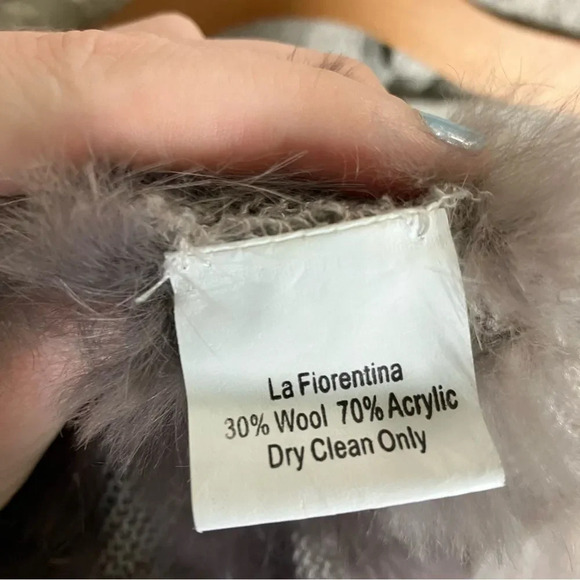 La Fiorentina
30% Wool 70% Acrylic
Dry Clean Only